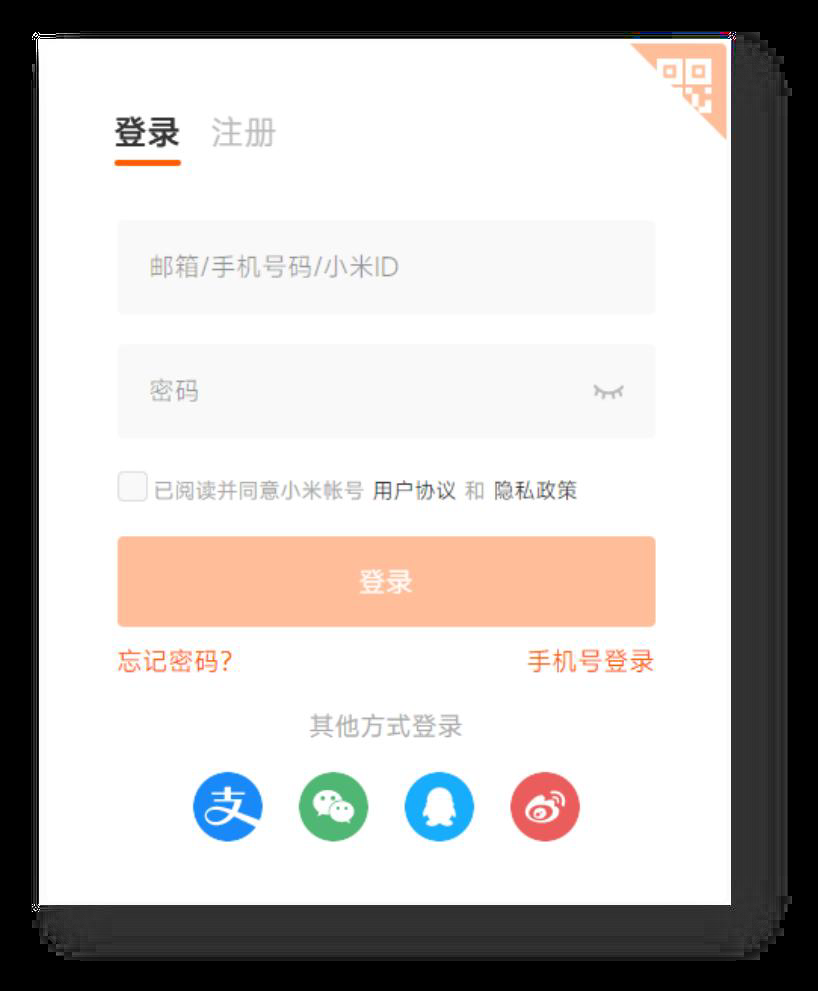 登录 注册
邮箱/手机号码/小米ID
密码
已阅读并同意小米帐号 用户协议 和 隐私政策
登录
忘记密码? 手机号登录
其他方式登录
支